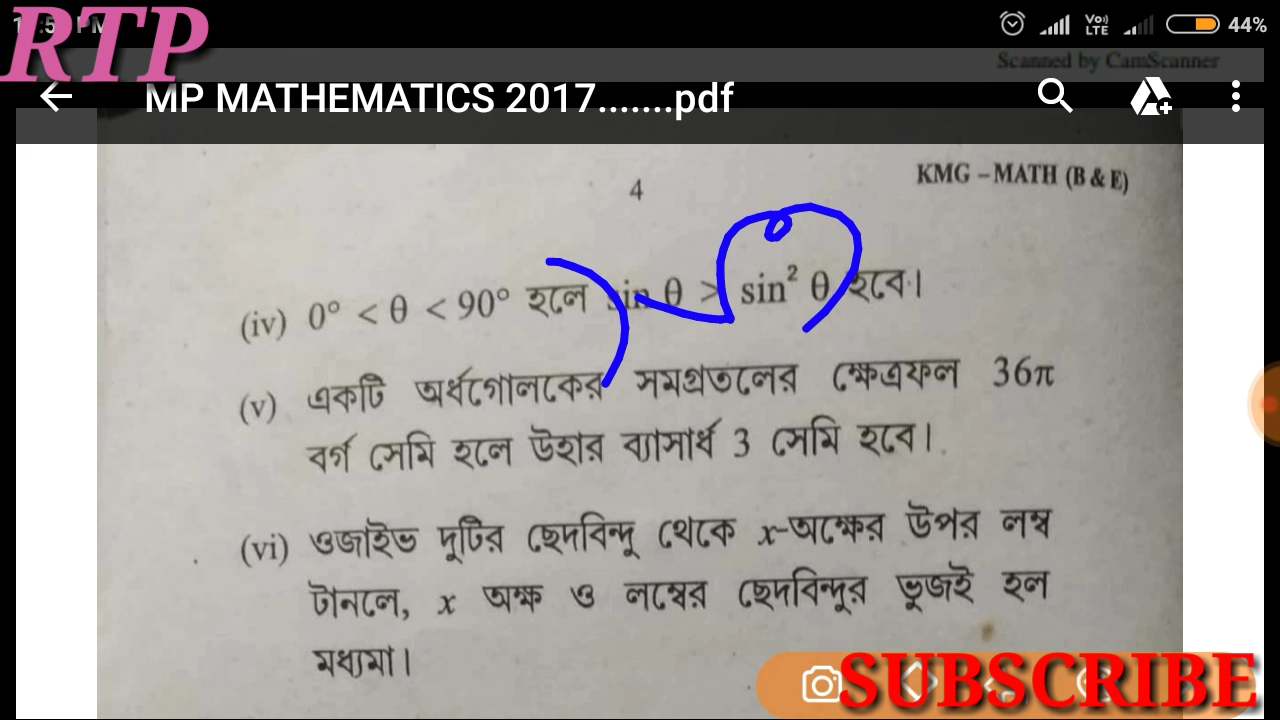 RTP
44%
Scanned by CamScanner
MP MATHEMATICS 2017.......pdf
4
KMG – MATH (B & E)
(iv) 0° < θ < 90° হলে sin θ > sin² θ হবে।
(v) একটি অর্ধগোলকের সমগ্রতলের ক্ষেত্রফল 36π
বর্গ সেমি হলে উহার ব্যাসার্ধ 3 সেমি হবে।
(vi) ওজাইভ দুটির ছেদবিন্দু থেকে x-অক্ষের উপর লম্ব
টানলে, x অক্ষ ও লম্বের ছেদবিন্দুর ভুজই হল
মধ্যমা।
SUBSCRIBE